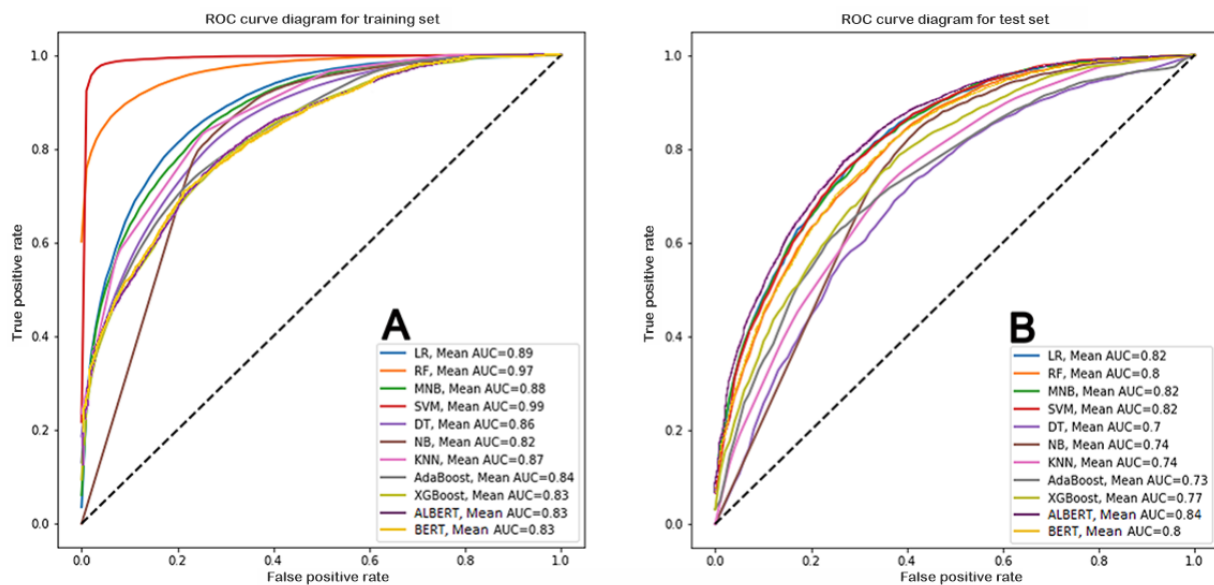 ROC curve diagram for training set
1.0
0.8
0.6
0.4
0.2
0.0
True positive rate
A
LR, Mean AUC=0.89
RF, Mean AUC=0.97
MNB, Mean AUC=0.88
SVM, Mean AUC=0.99
DT, Mean AUC=0.86
NB, Mean AUC=0.82
KNN, Mean AUC=0.87
AdaBoost, Mean AUC=0.84
XGBoost, Mean AUC=0.83
ALBERT, Mean AUC=0.83
BERT, Mean AUC=0.83
0.0 0.2 0.4 0.6 0.8 1.0
False positive rate
ROC curve diagram for test set
1.0
0.8
0.6
0.4
0.2
0.0
True positive rate
B
LR, Mean AUC=0.82
RF, Mean AUC=0.8
MNB, Mean AUC=0.82
SVM, Mean AUC=0.82
DT, Mean AUC=0.7
NB, Mean AUC=0.74
KNN, Mean AUC=0.74
AdaBoost, Mean AUC=0.73
XGBoost, Mean AUC=0.77
ALBERT, Mean AUC=0.84
BERT, Mean AUC=0.8
0.0 0.2 0.4 0.6 0.8 1.0
False positive rate